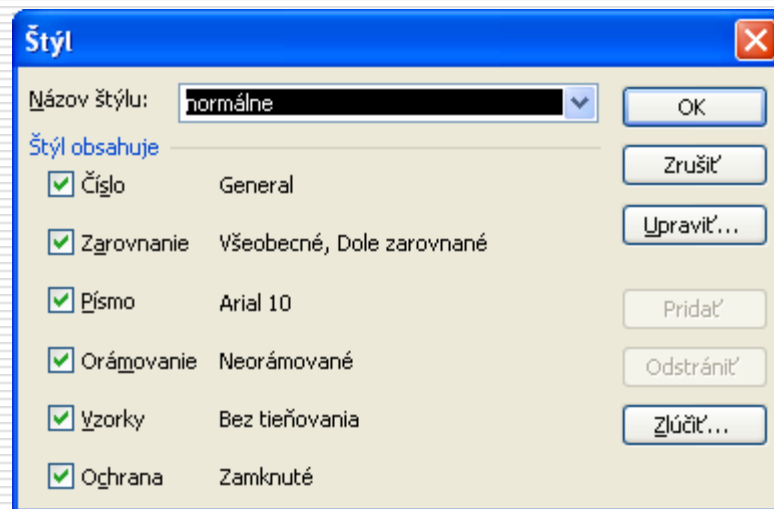 Štýl
Názov štýlu: normálne
OK
Štýl obsahuje
Zrušiť
Číslo General
Upraviť...
Zarovnanie Všeobecné, Dole zarovnané
Písmo Arial 10
Pridať
Orámovanie Neorámované
Odstrániť
Vzorky Bez tieňovania
Zlúčiť...
Ochrana Zamknuté